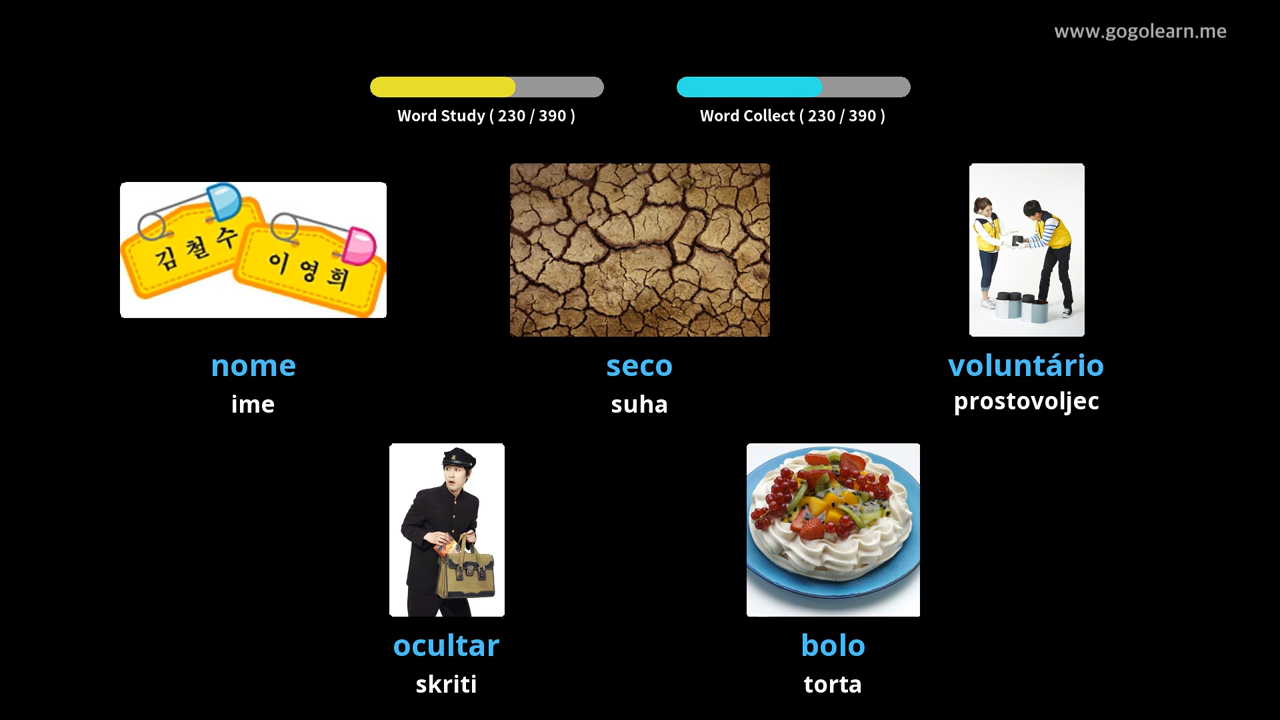 www.gogolearn.me
Word Study ( 230 / 390 )
Word Collect ( 230 / 390 )
김철수
이영희
nome
ime
seco
suha
voluntário
prostovoljec
ocultar
skriti
bolo
torta